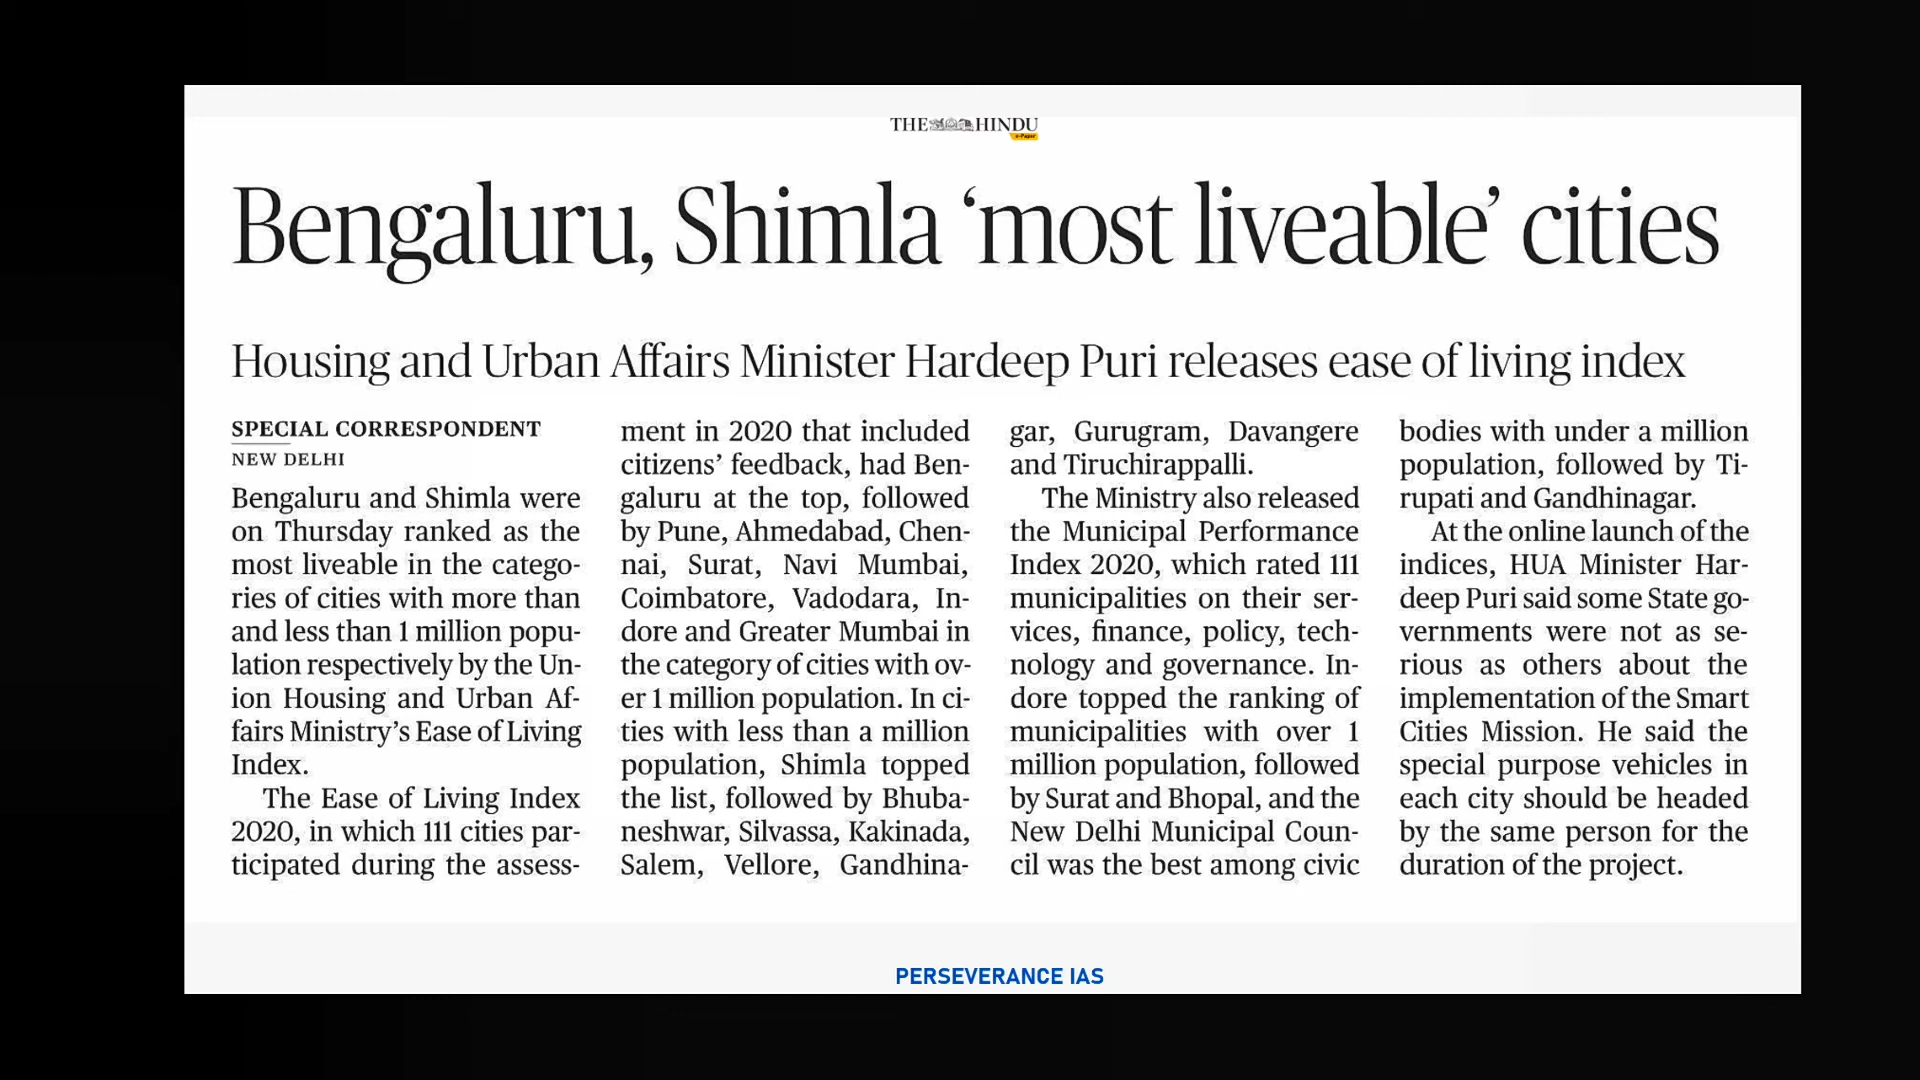 THE HINDU
e-Paper
Bengaluru, Shimla ‘most liveable’ cities
Housing and Urban Affairs Minister Hardeep Puri releases ease of living index
SPECIAL CORRESPONDENT
NEW DELHI
Bengaluru and Shimla were
on Thursday ranked as the
most liveable in the catego-
ries of cities with more than
and less than 1 million popu-
lation respectively by the Un-
ion Housing and Urban Af-
fairs Ministry’s Ease of Living
Index.
The Ease of Living Index
2020, in which 111 cities par-
ticipated during the assess-
ment in 2020 that included
citizens’ feedback, had Ben-
galuru at the top, followed
by Pune, Ahmedabad, Chen-
nai, Surat, Navi Mumbai,
Coimbatore, Vadodara, In-
dore and Greater Mumbai in
the category of cities with ov-
er 1 million population. In ci-
ties with less than a million
population, Shimla topped
the list, followed by Bhuba-
neshwar, Silvassa, Kakinada,
Salem, Vellore, Gandhina-
gar, Gurugram, Davangere
and Tiruchirappalli.
The Ministry also released
the Municipal Performance
Index 2020, which rated 111
municipalities on their ser-
vices, finance, policy, tech-
nology and governance. In-
dore topped the ranking of
municipalities with over 1
million population, followed
by Surat and Bhopal, and the
New Delhi Municipal Coun-
cil was the best among civic
bodies with under a million
population, followed by Ti-
rupati and Gandhinagar.
At the online launch of the
indices, HUA Minister Har-
deep Puri said some State go-
vernments were not as se-
rious as others about the
implementation of the Smart
Cities Mission. He said the
special purpose vehicles in
each city should be headed
by the same person for the
duration of the project.
PERSEVERANCE IAS